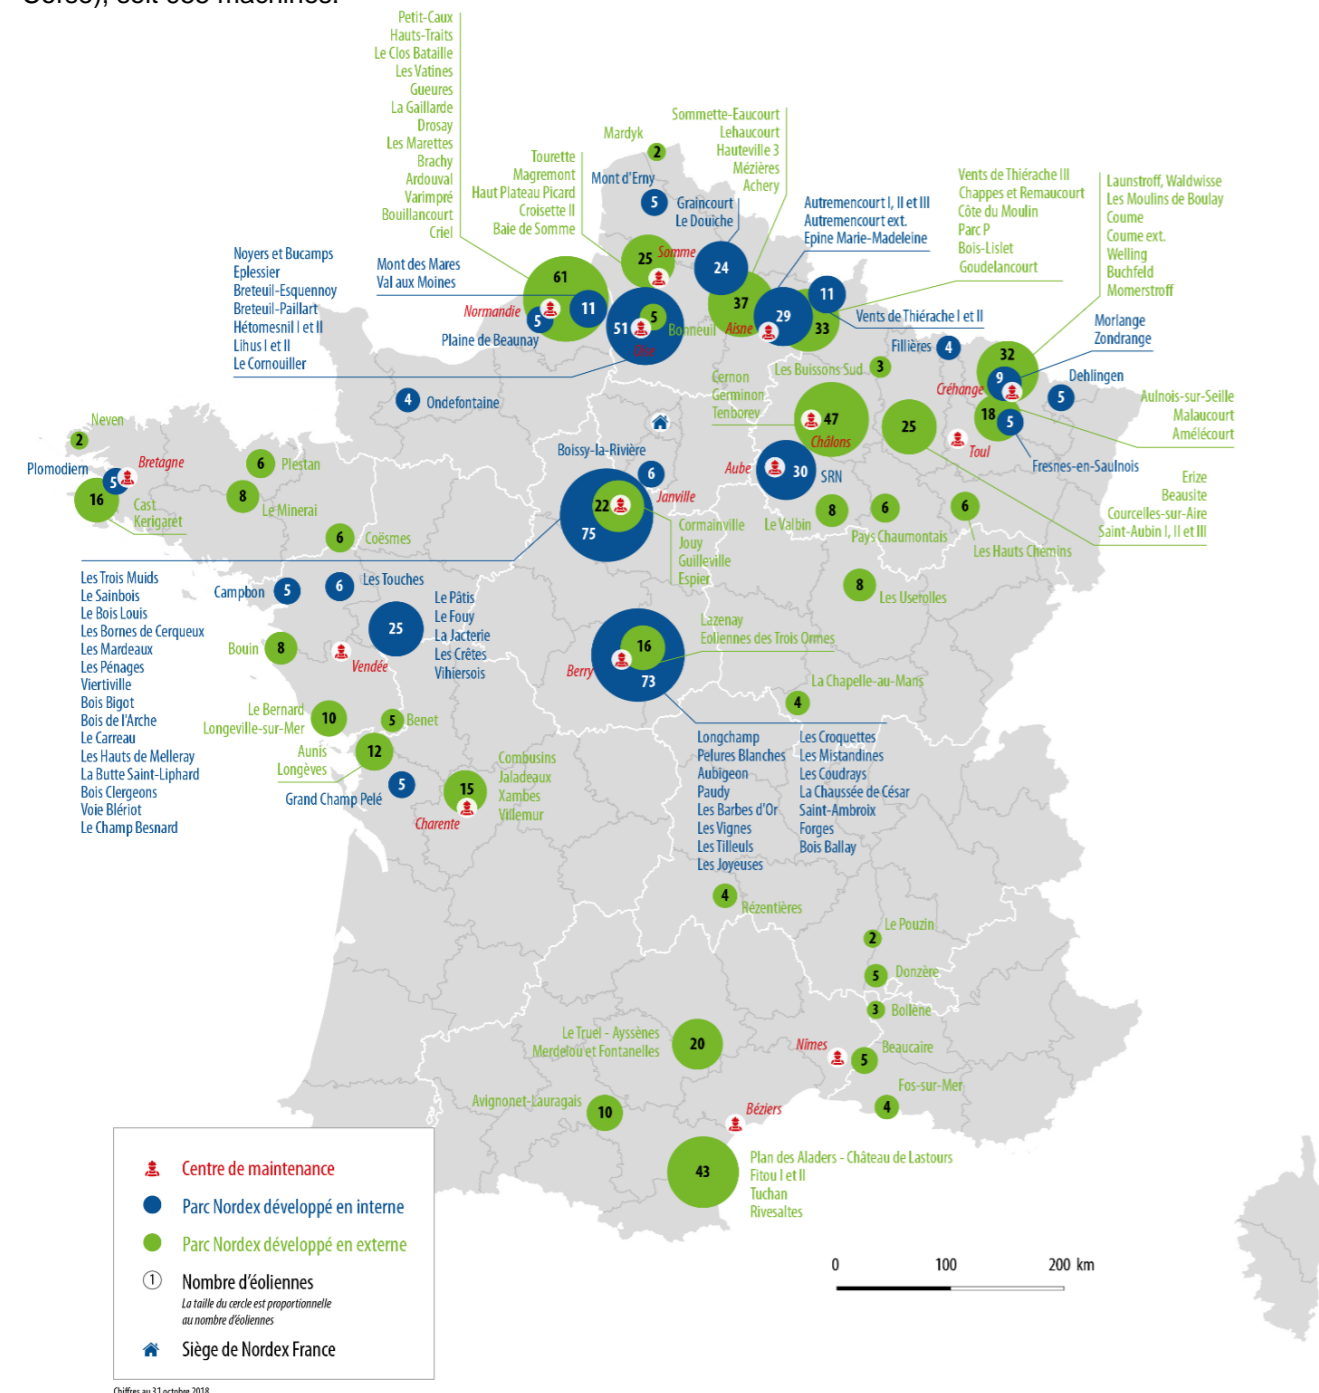 Petit-Caux
Hauts-Traits
Le Clos Bataille
Les Vatines
Gueures
La Gaillarde
Drosay
Les Marettes
Brachy
Ardouval
Varimpré
Bouillancourt
Criel
61
Tourette
Magremont
Haut Plateau Picard
Croisette II
Baie de Somme
25
Somme
Mardyk
2
Mont d'Erny
5
Sommette-Eaucourt
Lehaucourt
Hauteville 3
Mézières
Achery
37
Graincourt
Le Douiche
24
Autremencourt I, II et III
Autremencourt ext.
Epine Marie-Madeleine
29
Aisne
Vents de Thiérache III
Chappes et Remaucourt
Côte du Moulin
Parc P
Bois-Lislet
Goudelancourt
33
11
Vents de Thiérache I et II
Launstroff, Waldwisse
Les Moulins de Boulay
Coume
Coume ext.
Welling
Buchfeld
Momerstroff
32
Morlange
Zondrange
9
Créhange
Noyers et Bucamps
Eplessier
Breteuil-Esquennoy
Breteuil-Paillart
Hétomesnil I et II
Lihus I et II
Le Cornouiller
51
5
Bonneuil
Oise
Mont des Mares
Val aux Moines
11
Normandie
5
Plaine de Beaunay
Fillières
4
Les Buissons Sud
3
Dehlingen
5
Cernon
Germinon
Tenborey
47
Châlons
25
18
5
Toul
Aulnois-sur-Seille
Malaucourt
Amélécourt
Fresnes-en-Saulnois
Erize
Beausite
Courcelles-sur-Aire
Saint-Aubin I, II et III
4
Ondefontaine
Neven
2
Plomodiern
5
Bretagne
16
Cast
Kerigaret
6
Plestan
8
Le Minerai
6
Coësmes
Boissy-la-Rivière
6
Janville
22
75
Cormainville
Jouy
Guilleville
Espier
Aube
30
SRN
Le Valbin
8
6
Pays Chaumontais
6
Les Hauts Chemins
8
Les Userolles
Les Trois Muids
Le Sainbois
Le Bois Louis
Les Bornes de Cerqueux
Les Mardeaux
Les Pénages
Viertiville
Bois Bigot
Bois de l'Arche
Le Carreau
Les Hauts de Melleray
La Butte Saint-Liphard
Bois Clergeons
Voie Blériot
Le Champ Besnard
Campbon
5
6
Les Touches
25
Le Pâtis
Le Fouy
La Jacterie
Les Crêtes
Vihiersois
Bouin
8
Vendée
Lazenay
Eoliennes des Trois Ormes
16
Berry
73
La Chapelle-au-Mans
4
Le Bernard
Longeville-sur-Mer
10
5
Benet
Aunis
Longèves
12
Grand Champ Pelé
5
15
Charente
Combusins
Jaladeaux
Xambes
Villemur
Longchamp
Pelures Blanches
Aubigeon
Paudy
Les Barbes d'Or
Les Vignes
Les Tilleuls
Les Joyeuses
Les Croquettes
Les Mistandines
Les Coudrays
La Chaussée de César
Saint-Ambroix
Forges
Bois Ballay
4
Rézentières
Le Pouzin
2
5
Donzère
3
Bollène
Le Truel - Ayssènes
Merdelou et Fontanelles
20
Nîmes
Beaucaire
5
Fos-sur-Mer
4
Avignonet-Lauragais
10
Béziers
43
Plan des Aladers - Château de Lastours
Fitou I et II
Tuchan
Rivesaltes
Centre de maintenance
Parc Nordex développé en interne
Parc Nordex développé en externe
1 Nombre d'éoliennes
La taille du cercle est proportionnelle
au nombre d'éoliennes
Siège de Nordex France
0 100 200 km
Chiffres au 31 octobre 2018